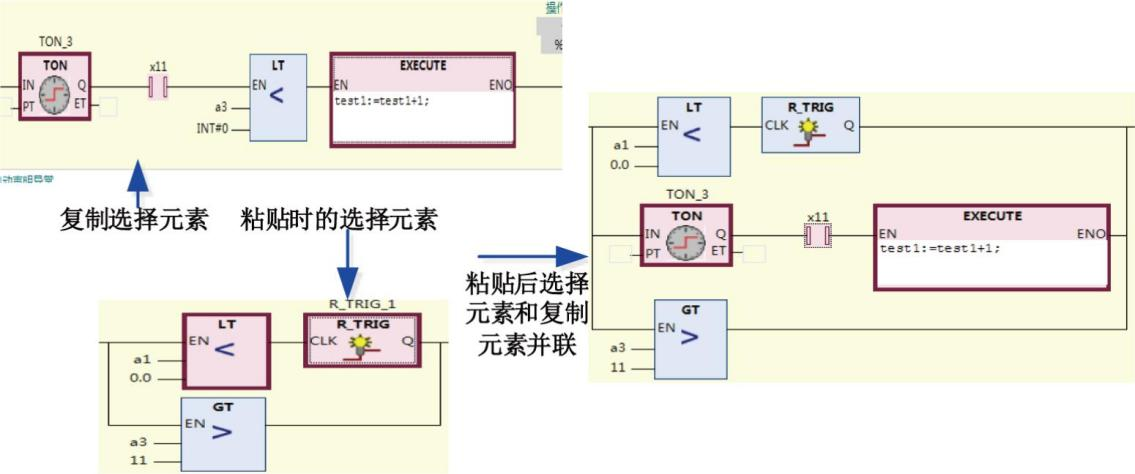 操作
%
TON_3
TON
IN
Q
PT
ET
x11
LT
EN
<
a3
INT#0
EXECUTE
EN
ENO
test1:=test1+1;
复制选择元素
粘贴时的选择元素
R_TRIG_1
LT
EN
<
a1
0.0
R_TRIG
CLK
Q
GT
EN
>
a3
11
粘贴后选择
元素和复制
元素并联
LT
EN
<
a1
0.0
R_TRIG
CLK
Q
TON_3
TON
IN
Q
PT
ET
x11
EXECUTE
EN
ENO
test1:=test1+1;
GT
EN
>
a3
11